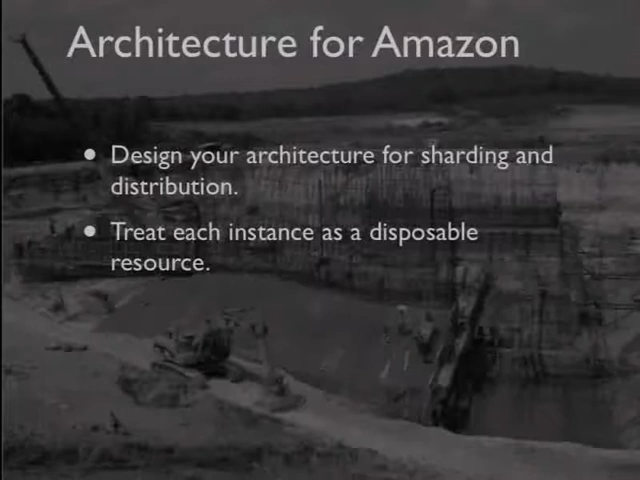 Architecture for Amazon
• Design your architecture for sharding and
distribution.
• Treat each instance as a disposable
resource.